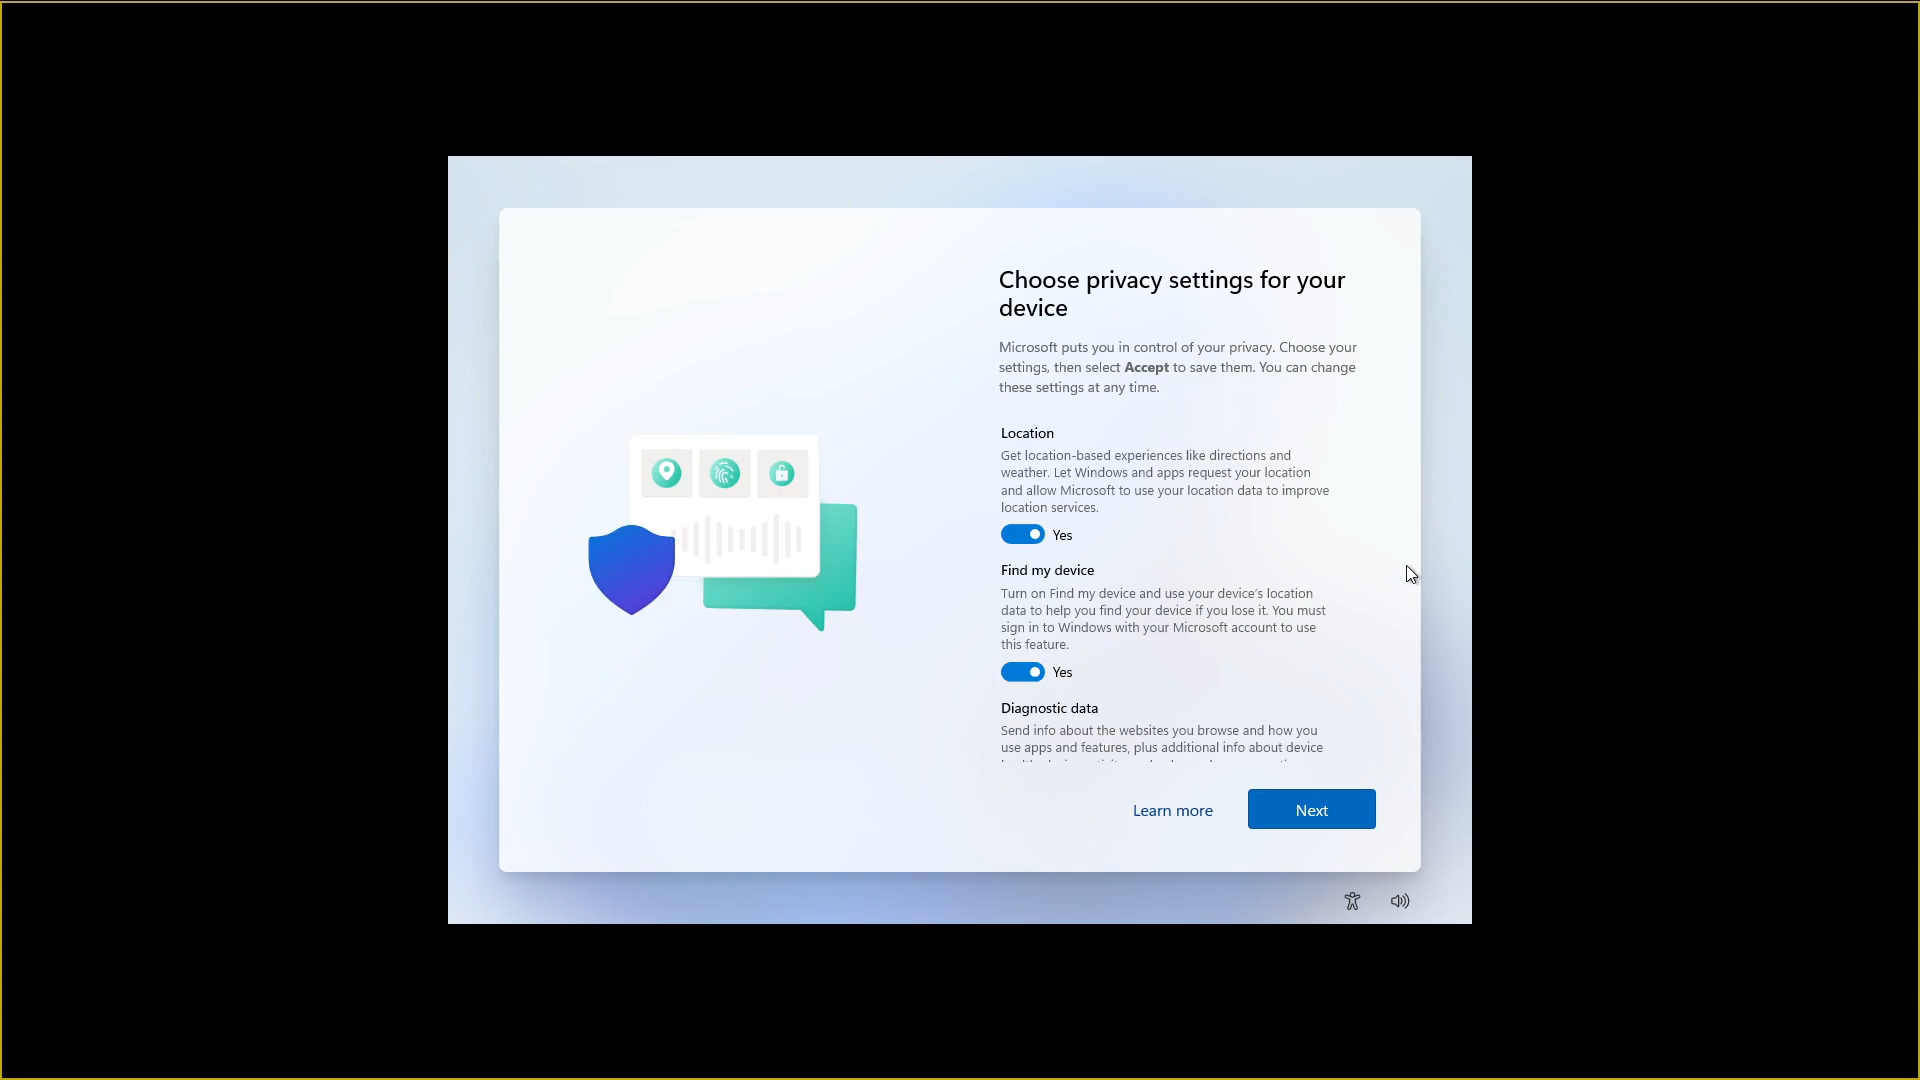 Choose privacy settings for your
device
Microsoft puts you in control of your privacy. Choose your
settings, then select Accept to save them. You can change
these settings at any time.
Location
Get location-based experiences like directions and
weather. Let Windows and apps request your location
and allow Microsoft to use your location data to improve
location services.
Yes
Find my device
Turn on Find my device and use your device's location
data to help you find your device if you lose it. You must
sign in to Windows with your Microsoft account to use
this feature.
Yes
Diagnostic data
Send info about the websites you browse and how you
use apps and features, plus additional info about device
Learn more
Next